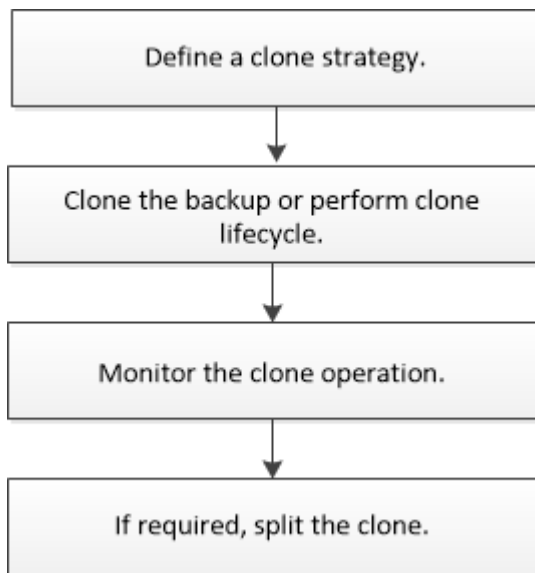 Define a clone strategy.
Clone the backup or perform clone
lifecycle.
Monitor the clone operation.
If required, split the clone.